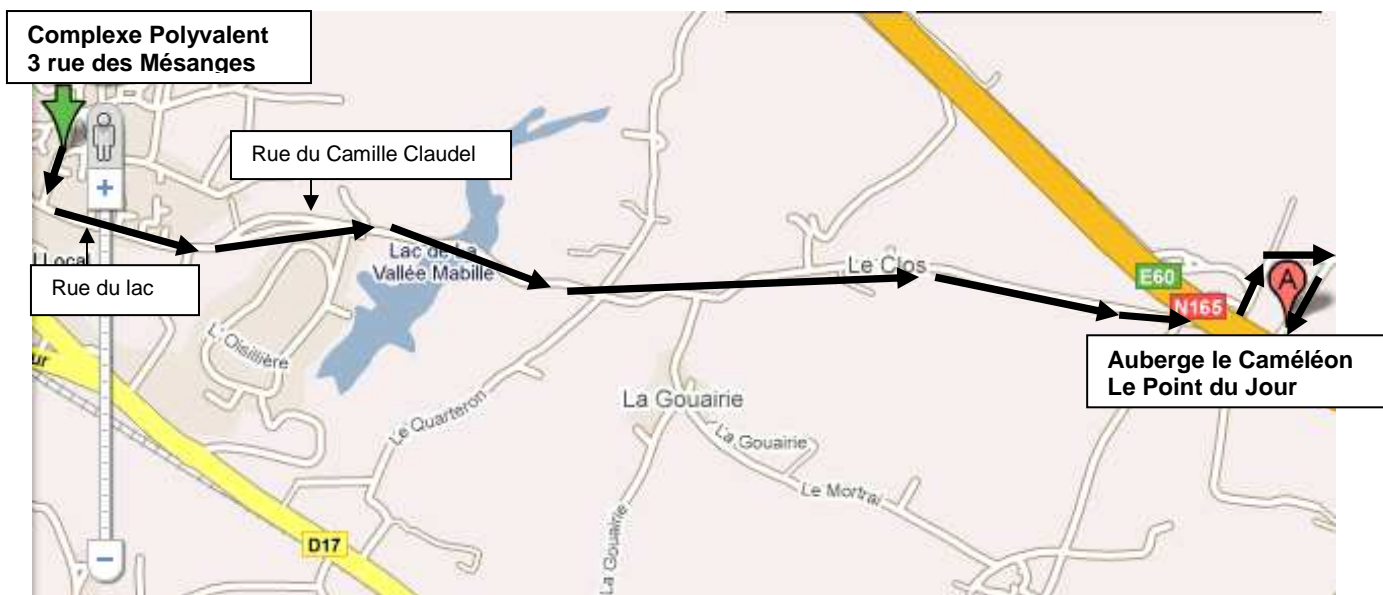 Complexe Polyvalent
3 rue des Mésanges
Rue du Camille Claudel
+
Lac de La
Vallée Mabille
Le Clos
Local
Rue du lac
E60
N165
A
L'Oisillière
Auberge le Caméléon
Le Point du Jour
La Gouairie
Le Quarteron
La Gouairie
Le Mortrai
La Gouairie
D17
−